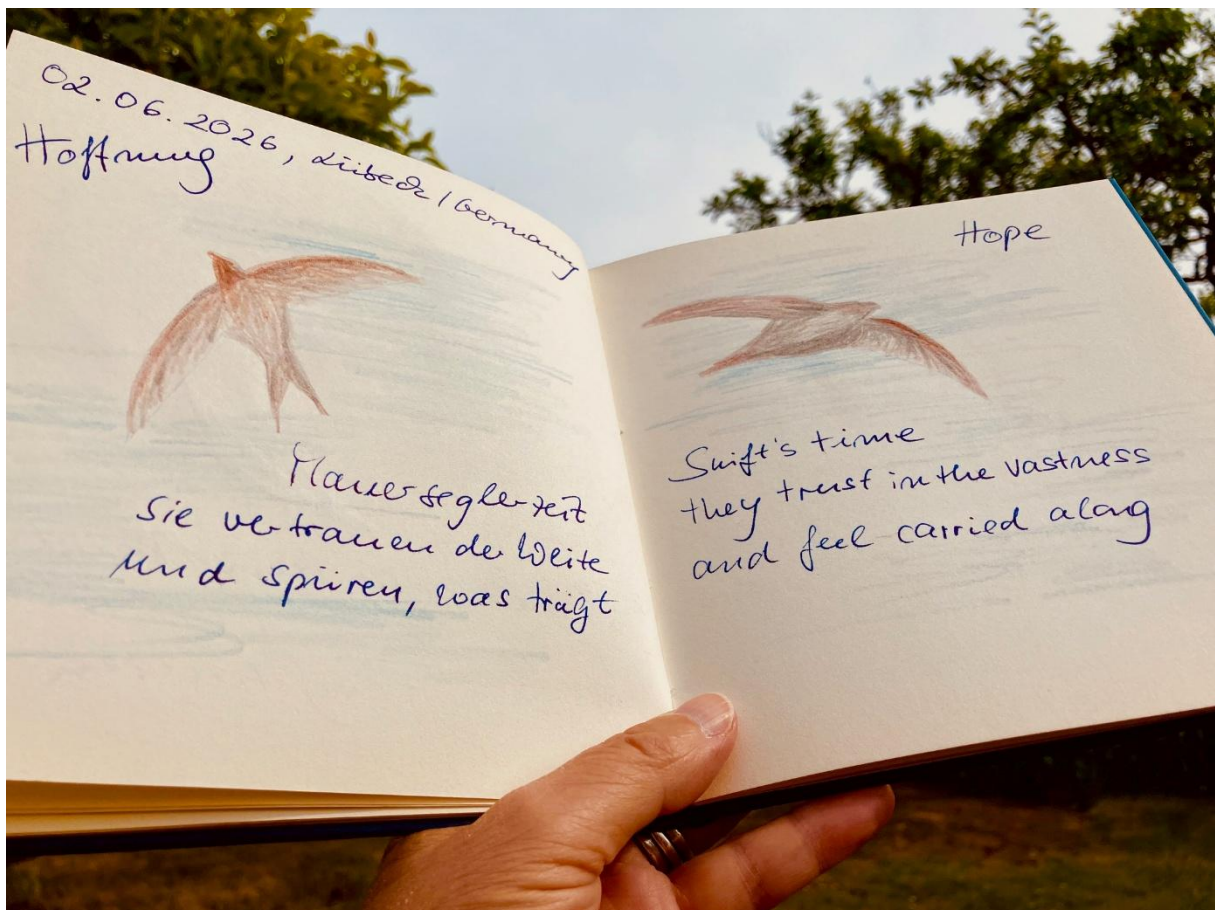 02.06.2026, Lübeck / Germany
Hoffnung
Mauerseglerzeit
Sie vertrauen der Weite
und spüren, was trägt
Hope
Swift's time
they trust in the vastness
and feel carried along